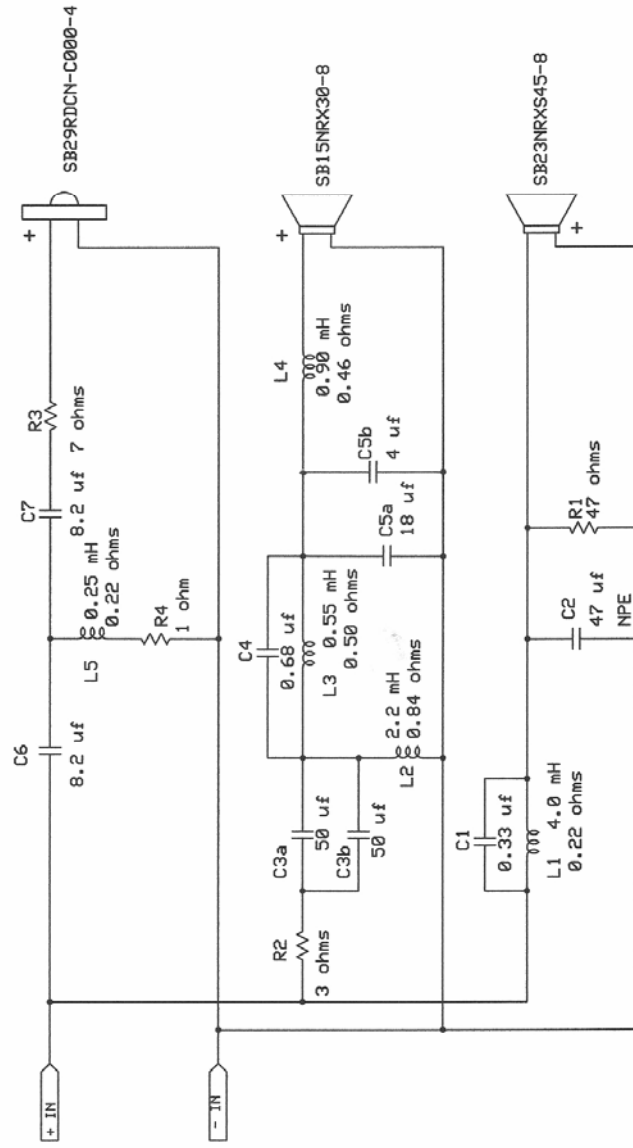 SB29RDCN-C000-4
+
R3
7 ohms
C7
8.2 uf
0.25 mH
0.22 ohms
L5
R4
1 ohm
C6
8.2 uf
SB15NRX30-8
+
L4
0.90 mH
0.46 ohms
C5b
4 uf
C5a
18 uf
C4
0.68 uf
L3
0.55 mH
0.50 ohms
2.2 mH
0.84 ohms
L2
C3a
50 uf
C3b
50 uf
R2
3 ohms
SB23NRXS45-8
+
R1
47 ohms
C2
47 uf
NPE
C1
0.33 uf
L1
4.0 mH
0.22 ohms
+ IN
- IN